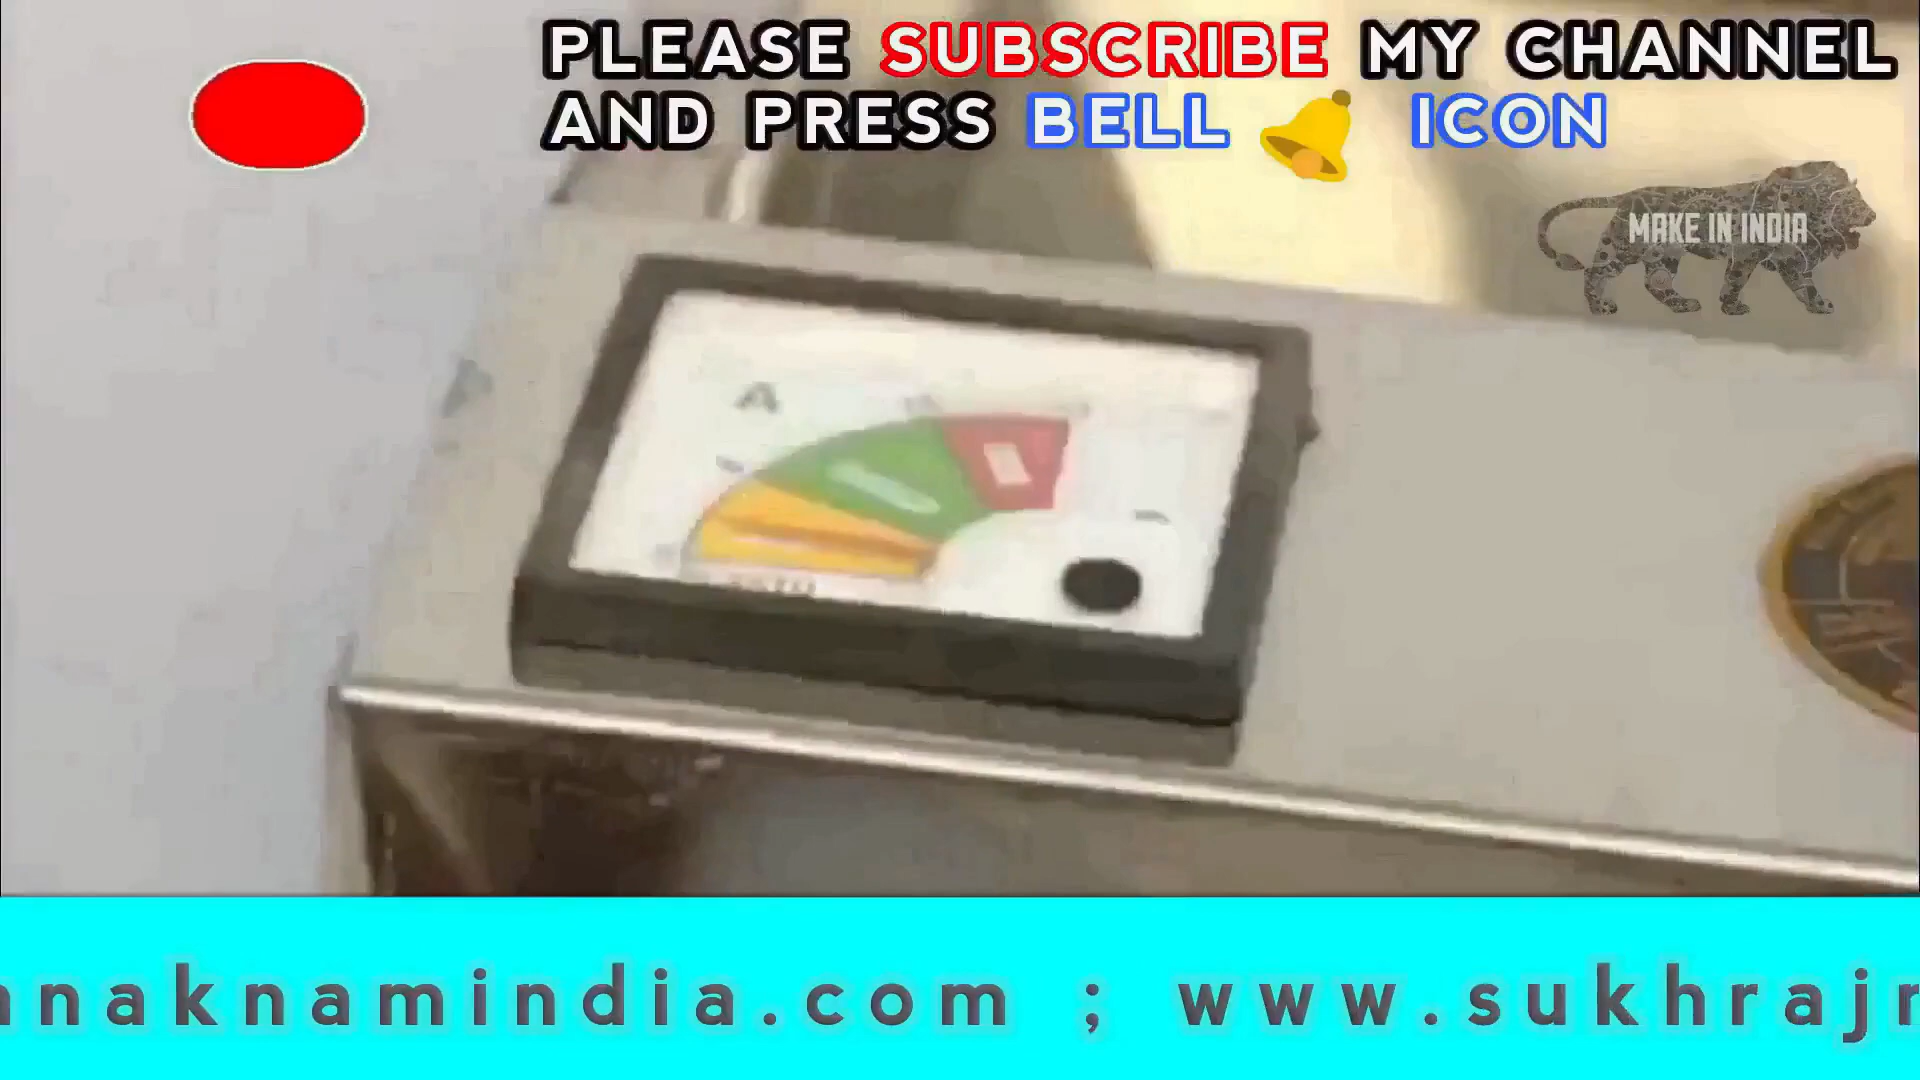 PLEASE SUBSCRIBE MY CHANNEL
AND PRESS BELL 🔔 ICON
MAKE IN INDIA
A
naknamindia.com ; www.sukhraj